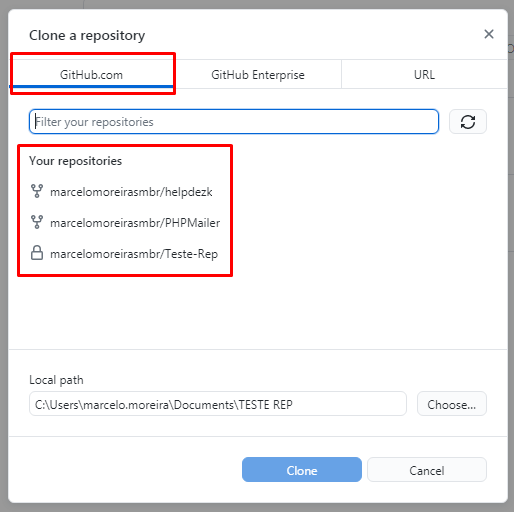 Clone a repository
GitHub.com GitHub Enterprise URL
Filter your repositories
Your repositories
marcelomoreirasmbr/helpdezk
marcelomoreirasmbr/PHPMailer
marcelomoreirasmbr/Teste-Rep
Local path
C:\Users\marcelo.moreira\Documents\TESTE REP Choose...
Clone Cancel